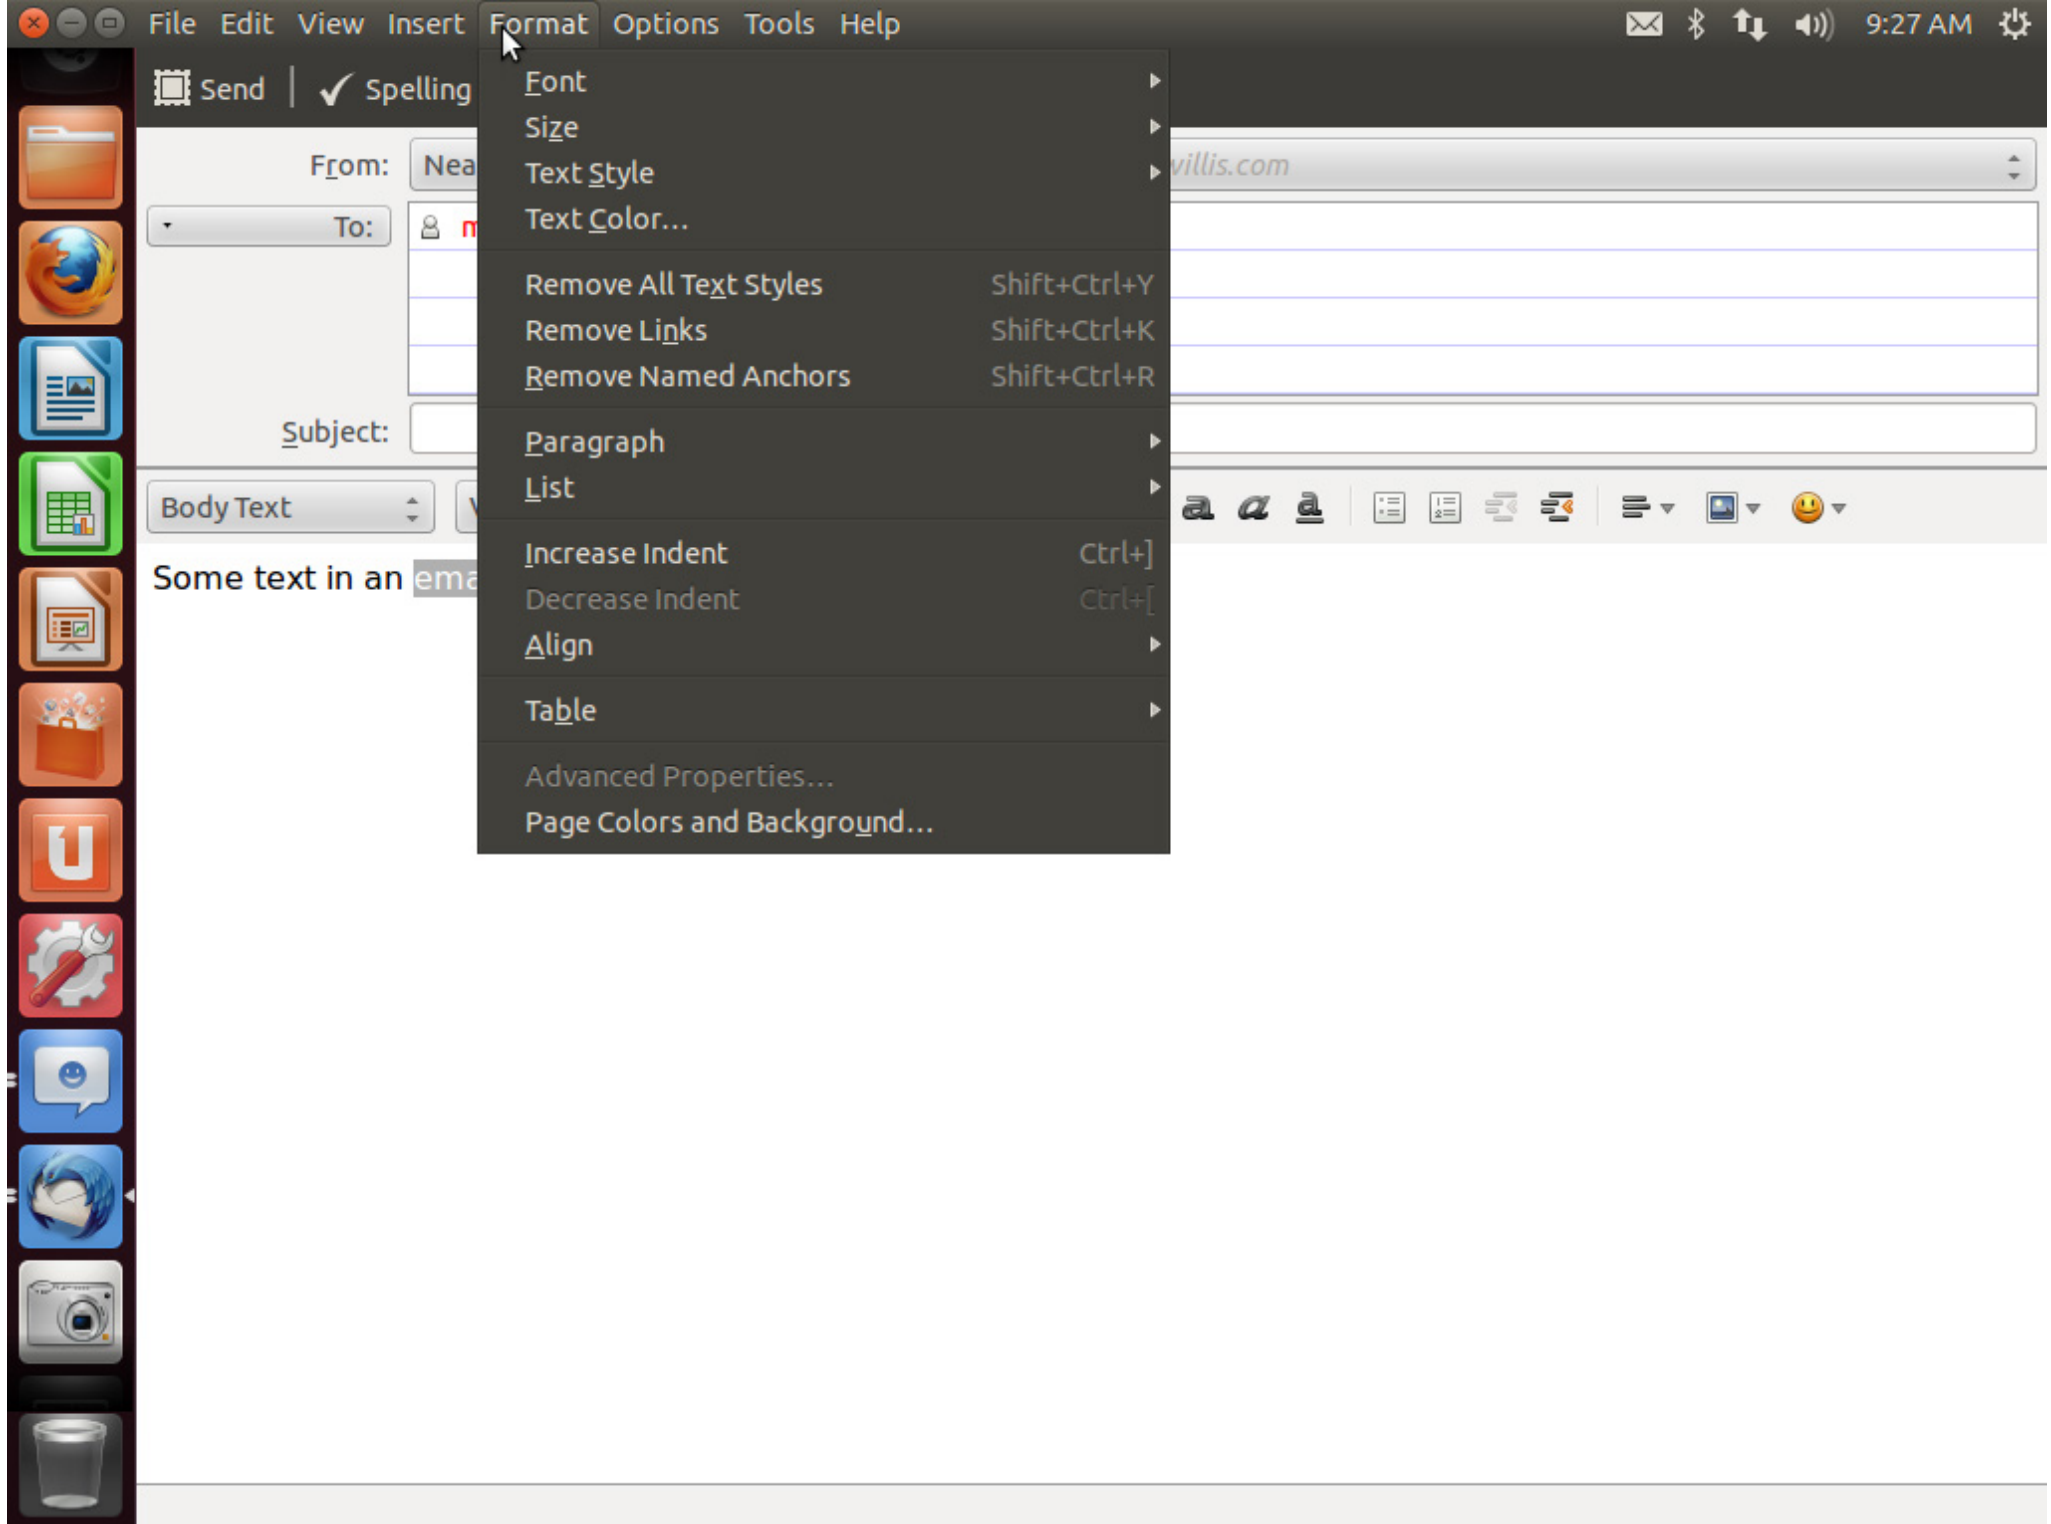 File Edit View Insert Format Options Tools Help 9:27 AM
Send Spelling
Font
Size
Text Style
Text Color...
Remove All Text Styles Shift+Ctrl+Y
Remove Links Shift+Ctrl+K
Remove Named Anchors Shift+Ctrl+R
Paragraph
List
Increase Indent Ctrl+]
Decrease Indent Ctrl+[
Align
Table
Advanced Properties...
Page Colors and Background...
From: Nea villis.com
To:
Subject:
Body Text
a a a
Some text in an ema